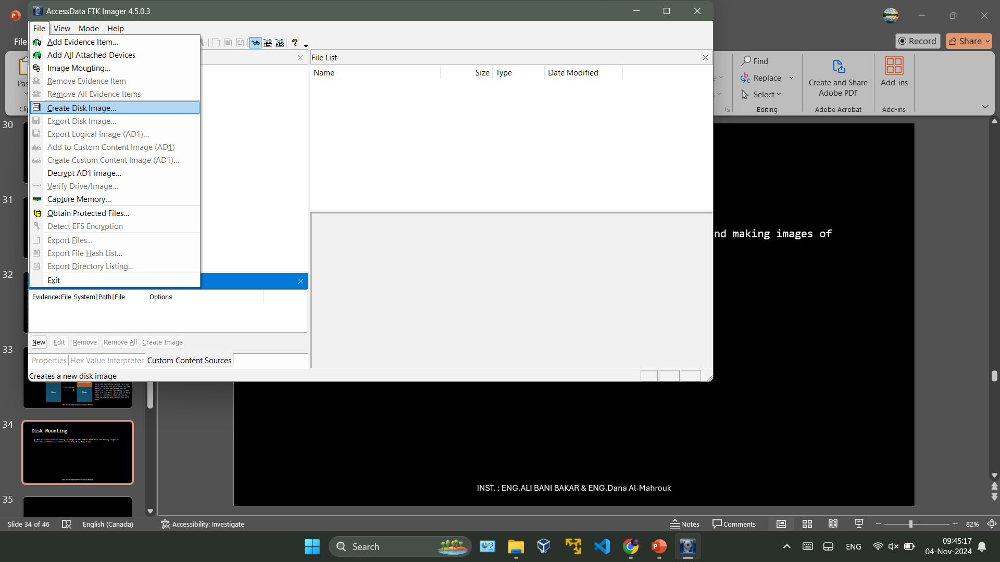 AccessData FTK Imager 4.5.0.3
File View Mode Help
File
Record
Share
Add Evidence Item...
Add All Attached Devices
Image Mounting...
Remove Evidence Item
Remove All Evidence Items
Create Disk Image...
Export Disk Image...
Export Logical Image (AD1)...
Add to Custom Content Image (AD1)
Create Custom Content Image (AD1)...
Decrypt AD1 image...
Verify Drive/Image...
Capture Memory...
Obtain Protected Files...
Detect EFS Encryption
Export Files...
Export File Hash List...
Export Directory Listing...
Exit
TEXT
HEX
File List
Name Size Type Date Modified
Find
Replace
Select
Editing
Create and Share
Adobe PDF
Adobe Acrobat
Add-ins
Add-ins
Pas
Clip
30
31
32
33
34
35
nd making images of
Evidence:File System|Path|File Options
New Edit Remove Remove All Create Image
Properties Hex Value Interpreter Custom Content Sources
Creates a new disk image
Disk Mounting
INST. : ENG.ALI BANI BAKAR & ENG.Dana Al-Mahrouk
Slide 34 of 46 English (Canada) Accessibility: Investigate
Notes Comments 82%
Search
ENG
09:45:17
04-Nov-2024